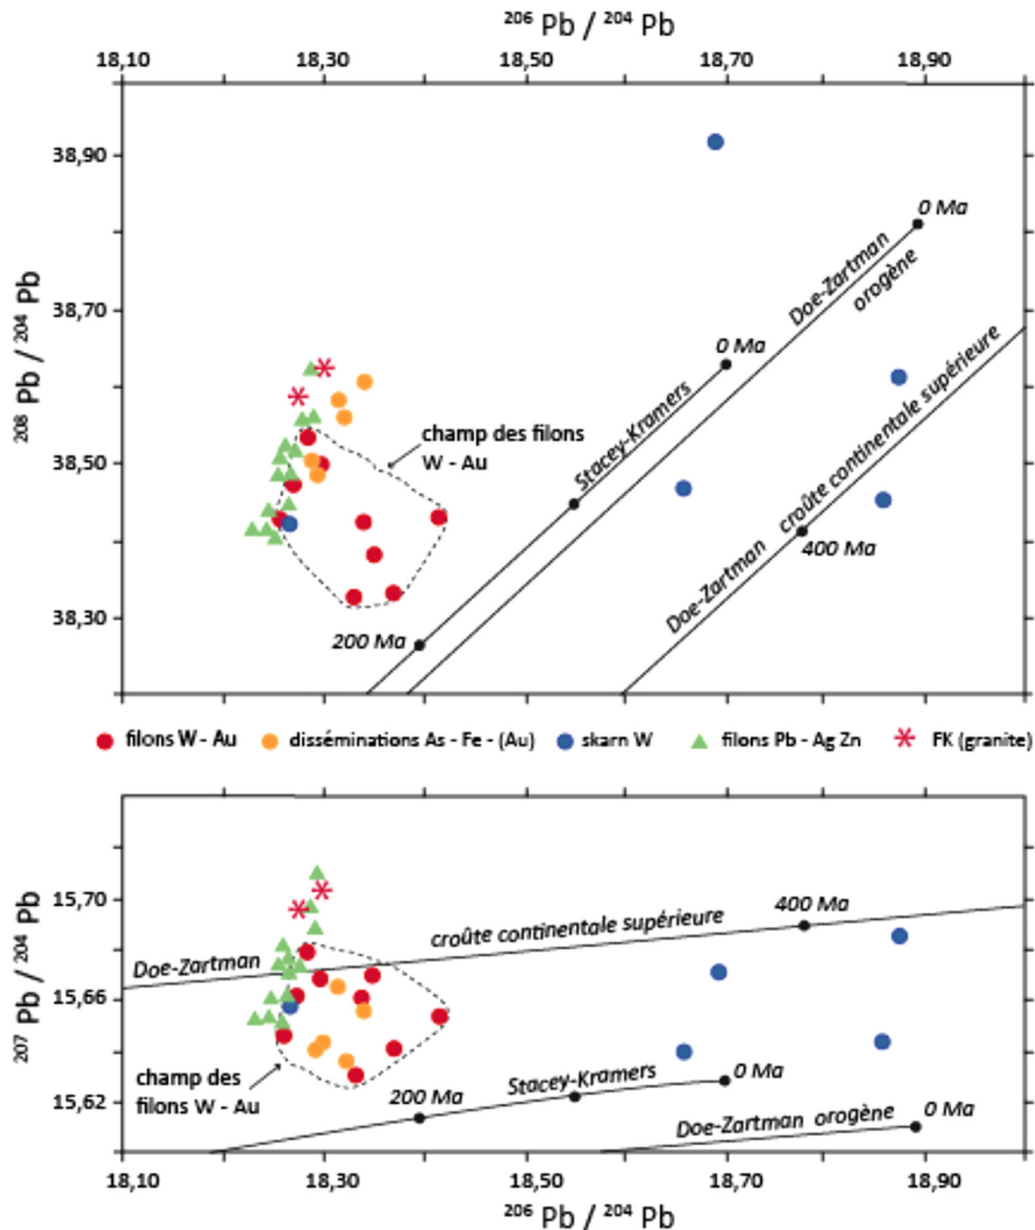 ²⁰⁶ Pb / ²⁰⁴ Pb
18,10 18,30 18,50 18,70 18,90
38,90
38,70
38,50
38,30
²⁰⁸ Pb / ²⁰⁴ Pb
0 Ma
Doe-Zartman
orogène
0 Ma
Stacey-Kramers
200 Ma
croûte continentale supérieure
Doe-Zartman
400 Ma
champ des filons
W - Au
filons W - Au disséminations As - Fe - (Au) skarn W filons Pb - Ag Zn FK (granite)
15,70
15,66
15,62
²⁰⁷ Pb / ²⁰⁴ Pb
400 Ma
croûte continentale supérieure
Doe-Zartman
champ des
filons W - Au
200 Ma
Stacey-Kramers
0 Ma
Doe-Zartman orogène
0 Ma
18,10 18,30 18,50 18,70 18,90
²⁰⁶ Pb / ²⁰⁴ Pb